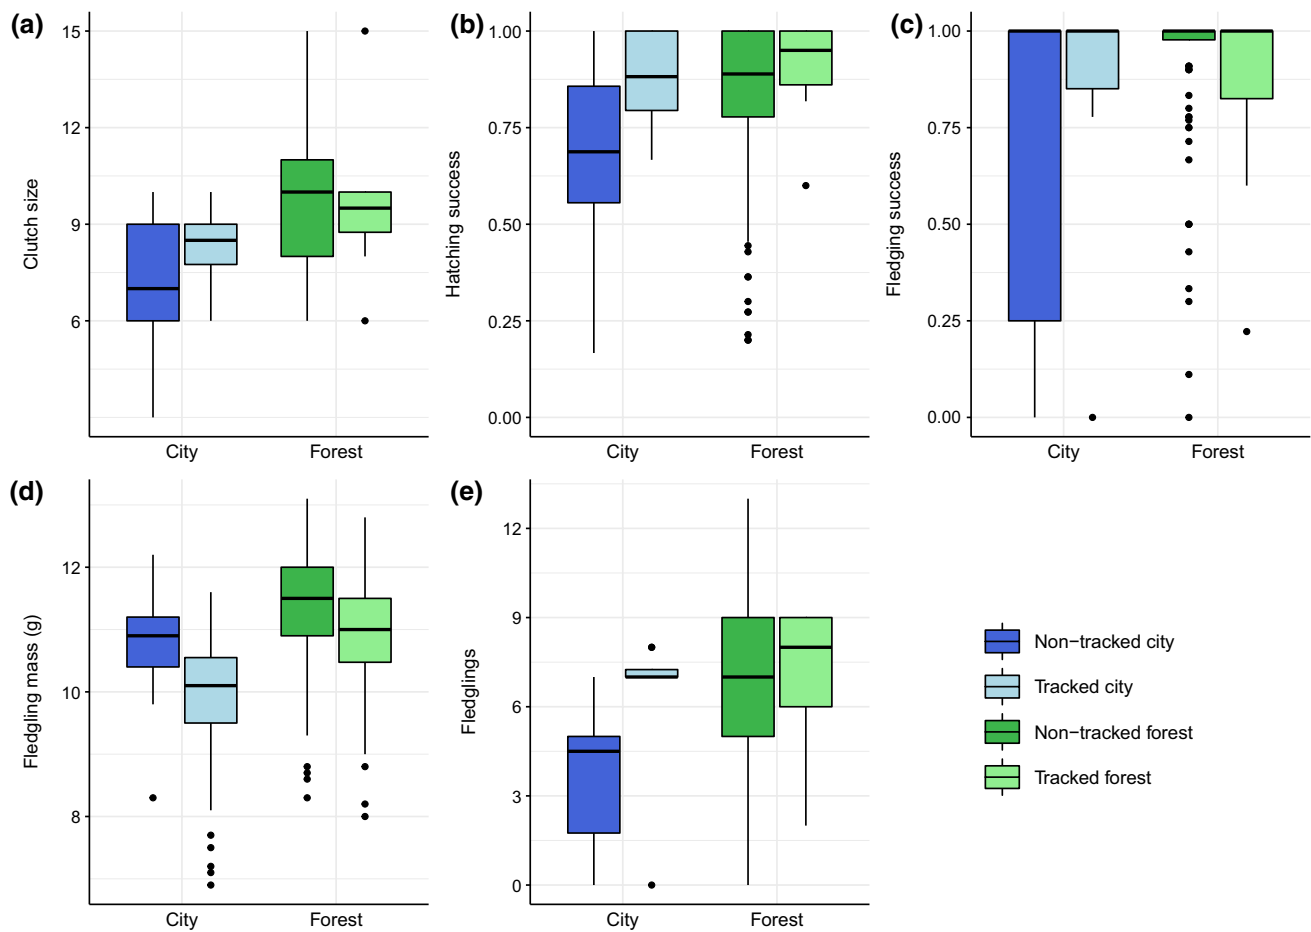 (a)
Clutch size
15
12
9
6
City Forest
(b)
Hatching success
1.00
0.75
0.50
0.25
0.00
City Forest
(c)
Fledging success
1.00
0.75
0.50
0.25
0.00
City Forest
(d)
Fledgling mass (g)
12
10
8
City Forest
(e)
Fledglings
12
9
6
3
0
City Forest
Non-tracked city
Tracked city
Non-tracked forest
Tracked forest